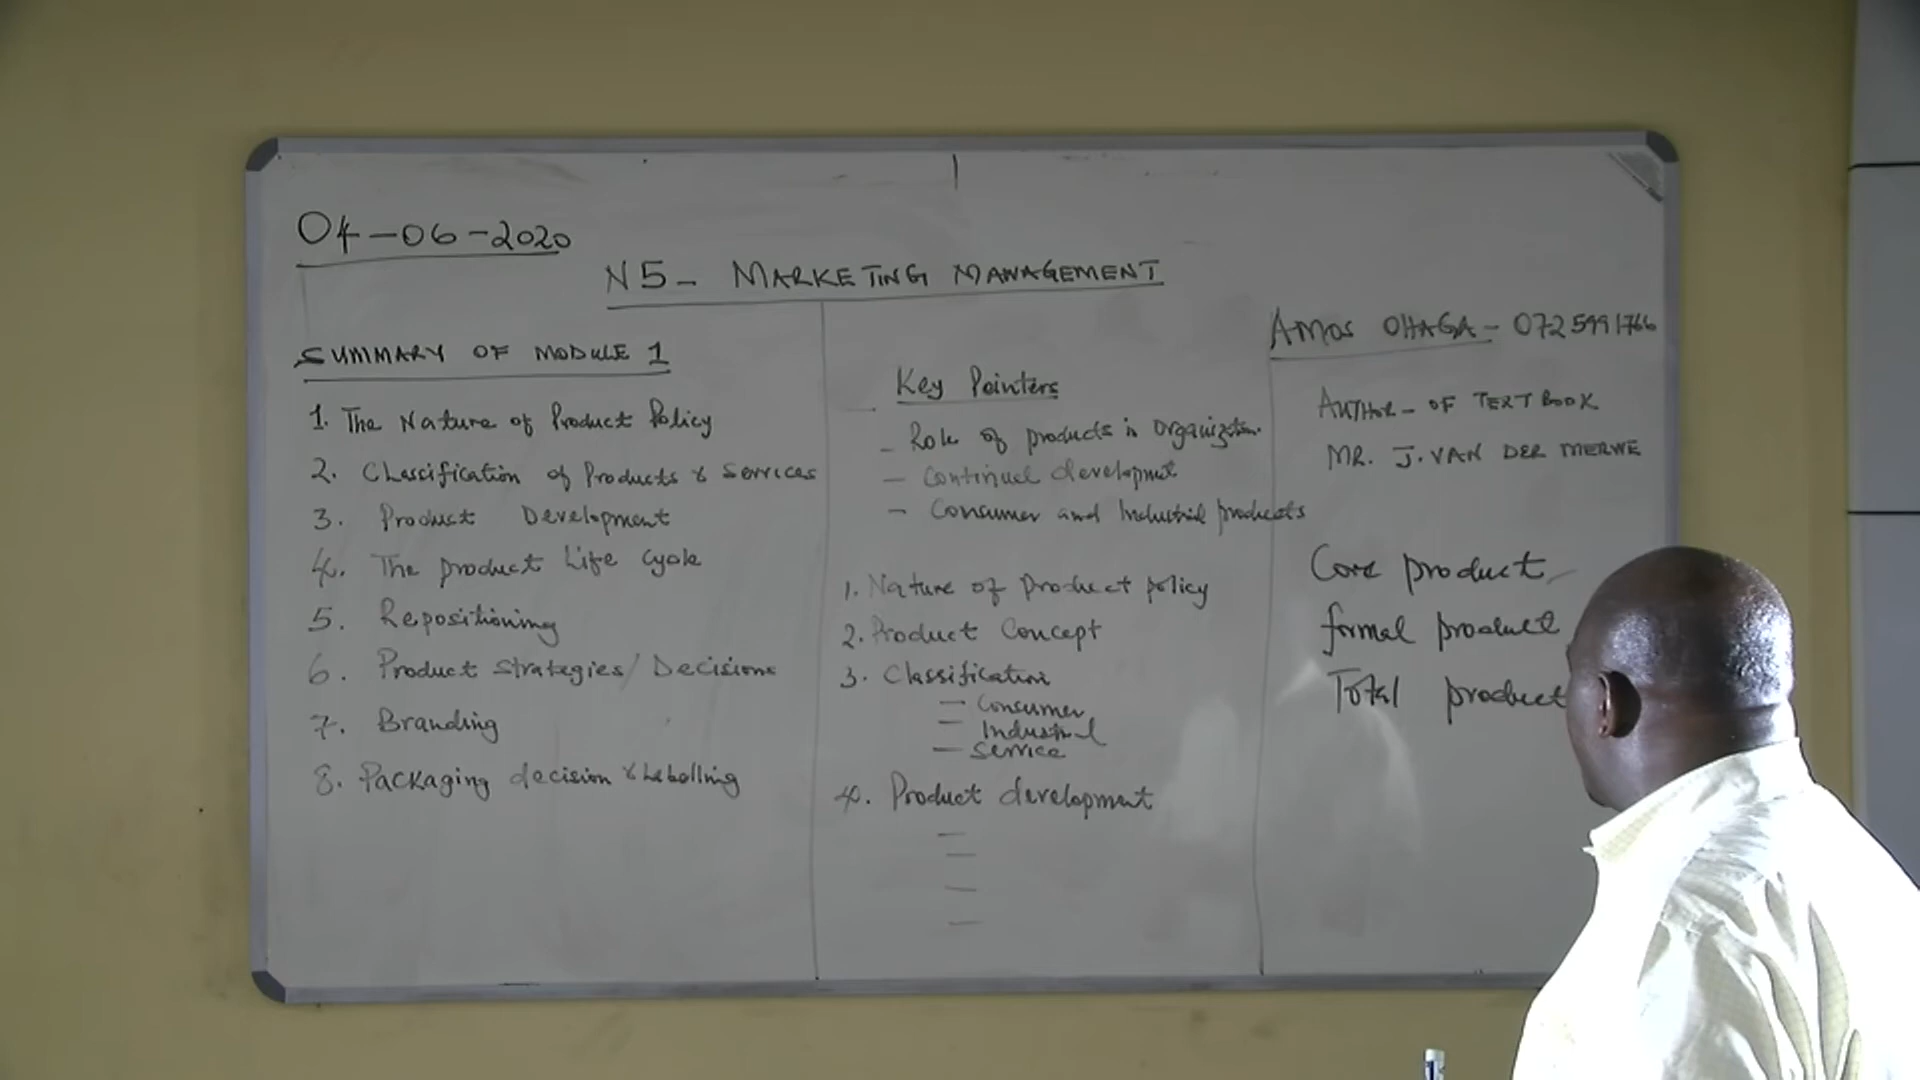 04-06-2020
N5- MARKETING MANAGEMENT
SUMMARY OF MODULE 1
1. The Nature of Product Policy
2. Classification of Products & Services
3. Product Development
4. The product Life cycle
5. Repositioning
6. Product strategies/Decisions
7. Branding
8. Packaging decision & Labelling
Key Pointers
- Role of products in Organization
- Continuel development
- Consumer and Industrial products
1. Nature of product policy
2. Product Concept
3. Classification
- Consumer
- Industrial
- Service
4. Product development
AMOS OHAGA - 0725991766
AUTHOR - OF TEXTBOOK
MR. J. VAN DER MERWE
Core product
formal product
Total product